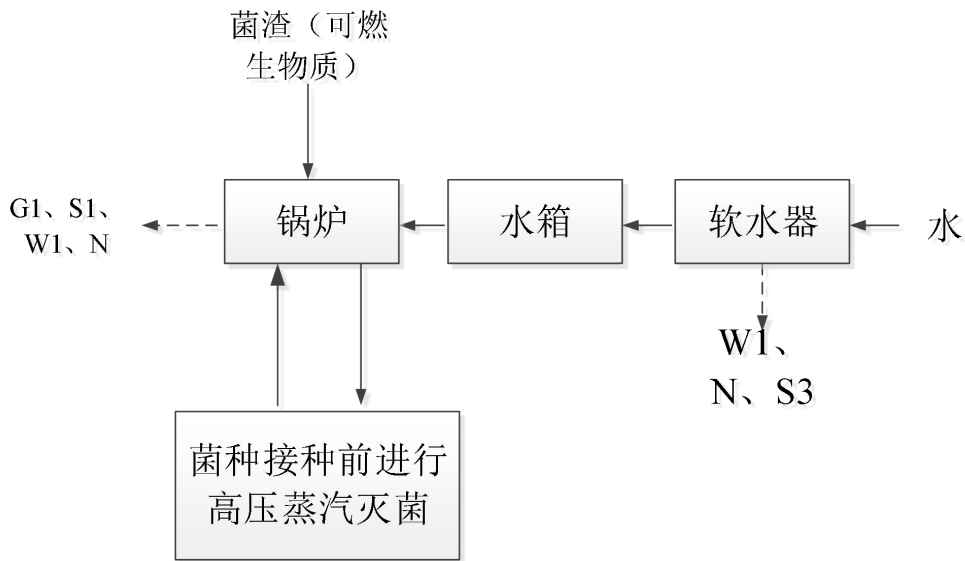 菌渣（可燃
生物质）
G1、S1、
W1、N
锅炉
水箱
软水器
水
W1、
N、S3
菌种接种前进行
高压蒸汽灭菌